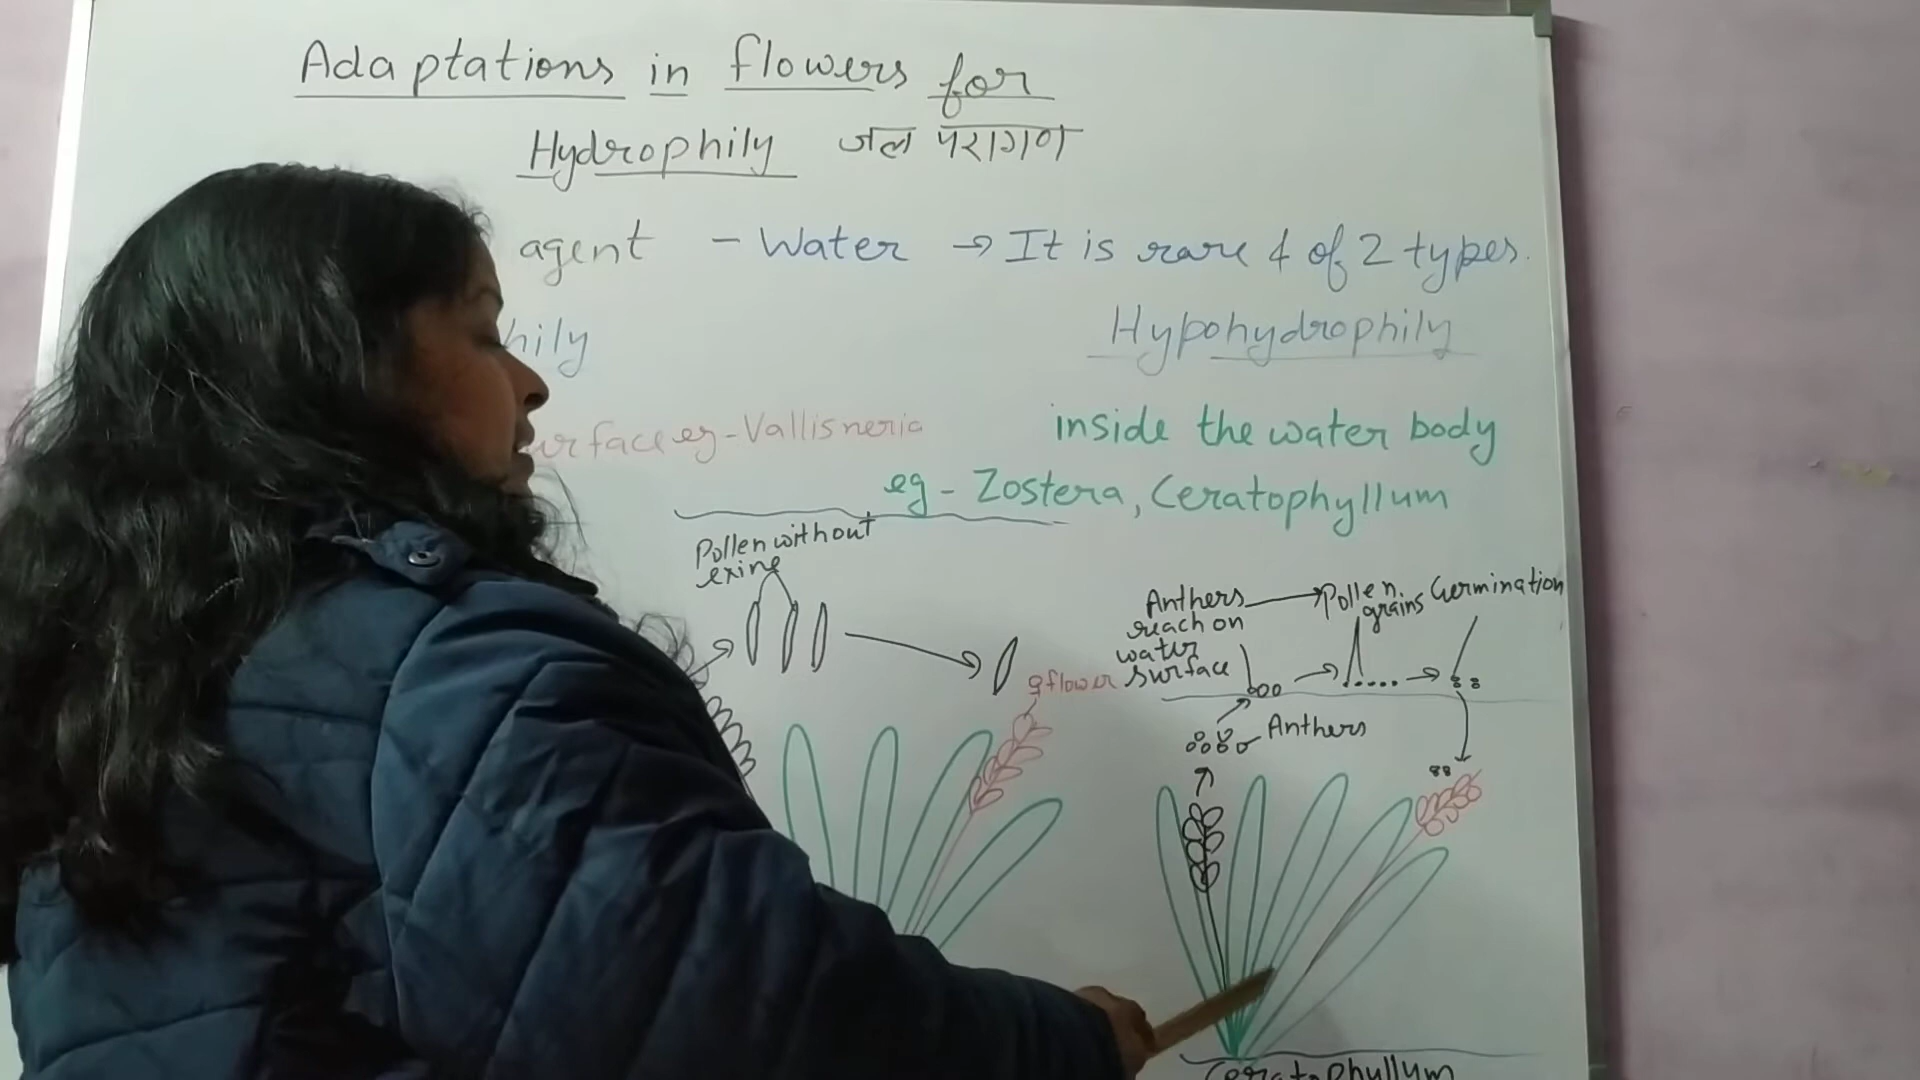 Adaptations in flowers for
Hydrophily जल परागण
agent - Water → It is rare & of 2 types.
hily
Hypohydrophily
urface eg - Vallisneria
inside the water body
eg - Zostera, Ceratophyllum
Pollen without
exine
♀ flower
Anthers → Pollen grains Germination
reach on
water
surface
Anthers
Ceratophyllum